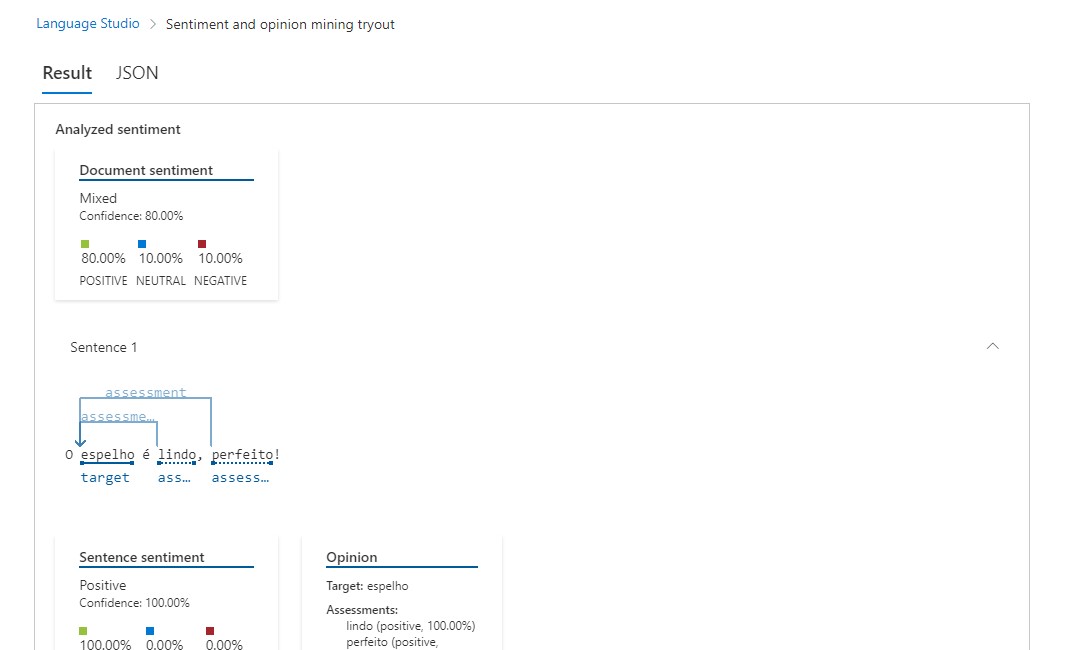 Language Studio > Sentiment and opinion mining tryout
Result JSON
Analyzed sentiment
Document sentiment
Mixed
Confidence: 80.00%
80.00% 10.00% 10.00%
POSITIVE NEUTRAL NEGATIVE
Sentence 1
assessment
assessme...
O espelho é lindo, perfeito!
target ass... assess...
Sentence sentiment
Positive
Confidence: 100.00%
100.00% 0.00% 0.00%
Opinion
Target: espelho
Assessments:
lindo (positive, 100.00%)
perfeito (positive,